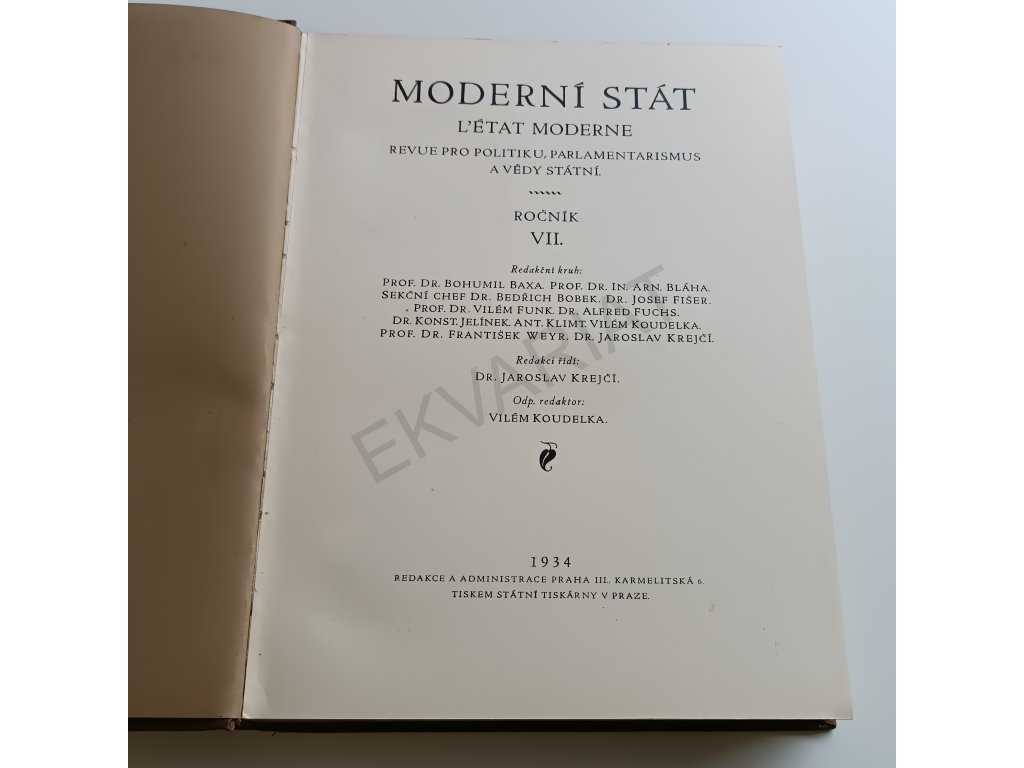 MODERNÍ STÁT
L'ÉTAT MODERNE
REVUE PRO POLITIKU, PARLAMENTARISMUS
A VĚDY STÁTNÍ.
ROČNÍK
VII.
Redakční kruh:
PROF. DR. BOHUMIL BAXA. PROF. DR. IN. ARN. BLÁHA.
SEKČNÍ CHEF DR. BEDŘICH BOBEK. DR. JOSEF FIŠER.
PROF. DR. VILÉM FUNK. DR. ALFRED FUCHS.
DR. KONST. JELÍNEK. ANT. KLIMT. VILÉM KOUDELKA.
PROF. DR. FRANTIŠEK WEYR. DR. JAROSLAV KREJČÍ.
Redakci řídí:
DR. JAROSLAV KREJČÍ.
Odp. redaktor:
VILÉM KOUDELKA.
EKVARIAT
1934
REDAKCE A ADMINISTRACE PRAHA III., KARMELITSKÁ 6.
TISKEM STÁTNÍ TISKÁRNY V PRAZE.